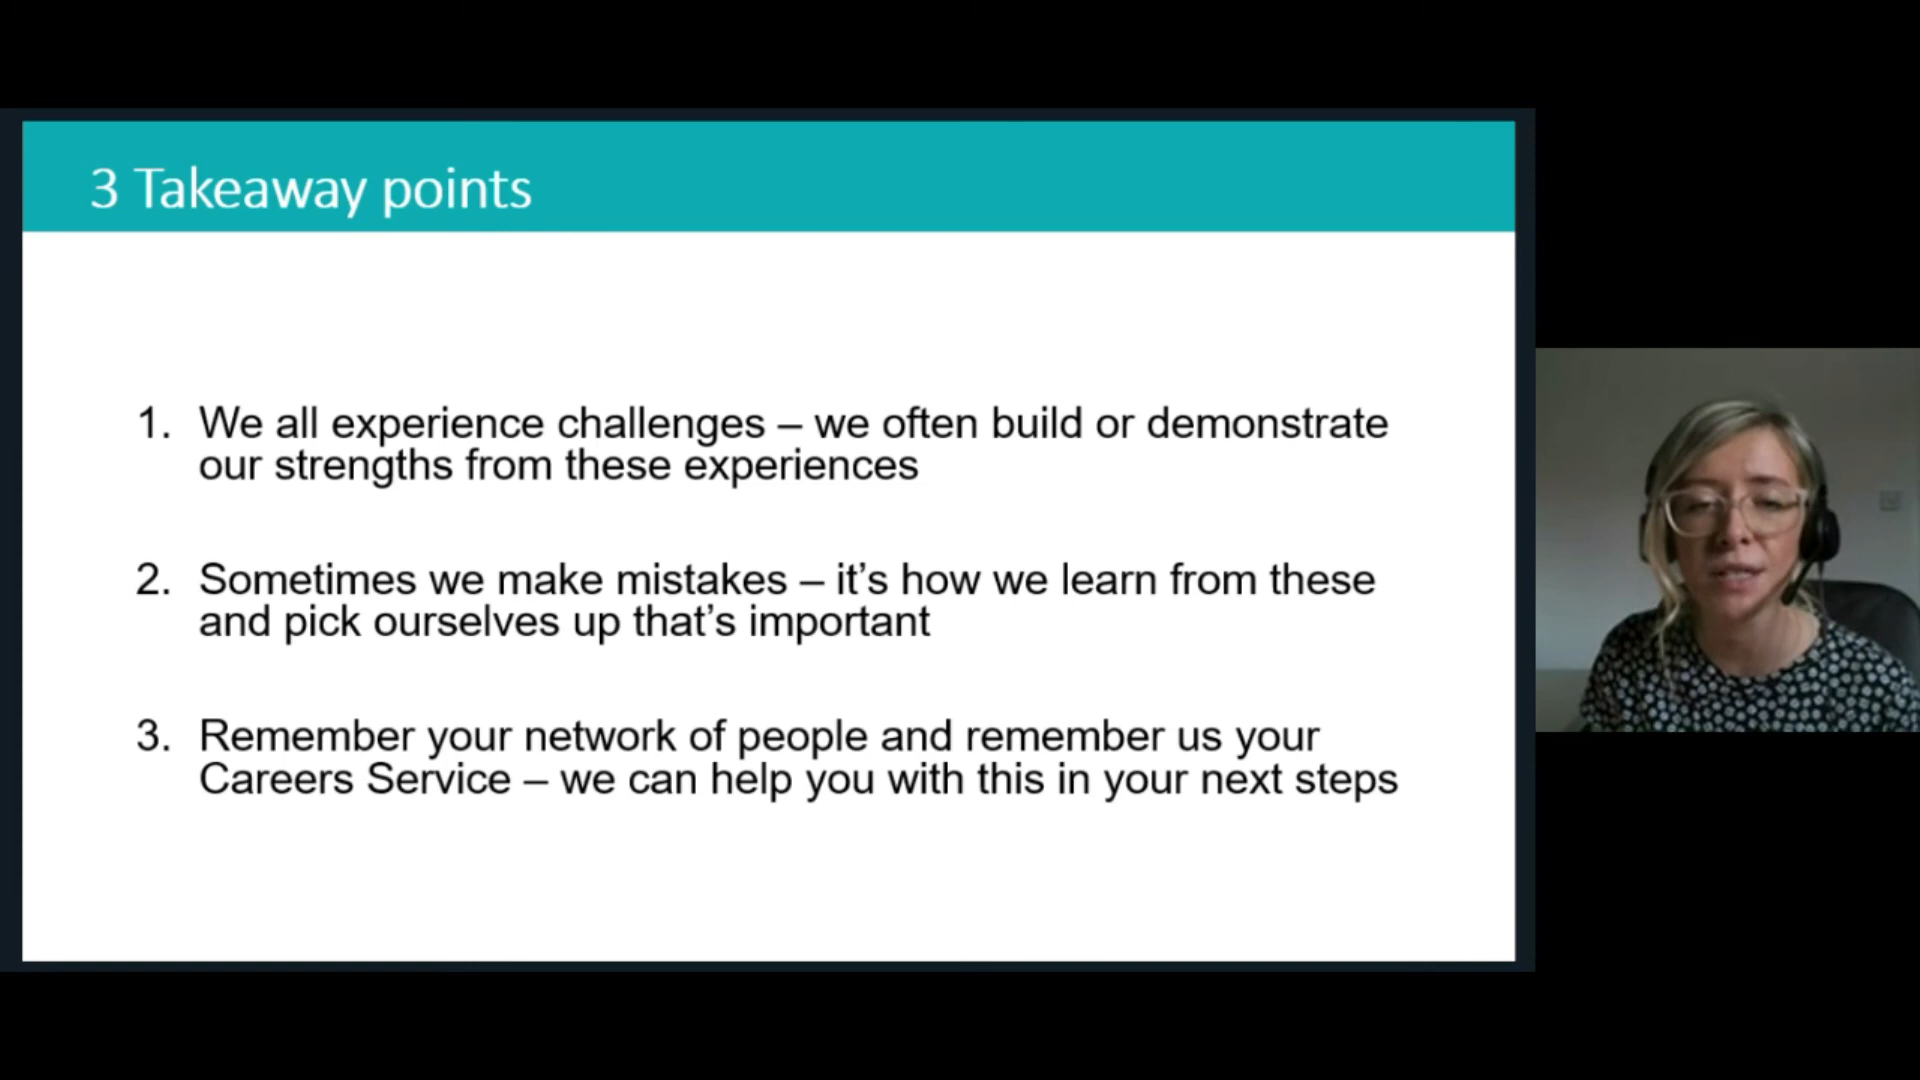 3 Takeaway points
1. We all experience challenges – we often build or demonstrate
our strengths from these experiences
2. Sometimes we make mistakes – it’s how we learn from these
and pick ourselves up that’s important
3. Remember your network of people and remember us your
Careers Service – we can help you with this in your next steps